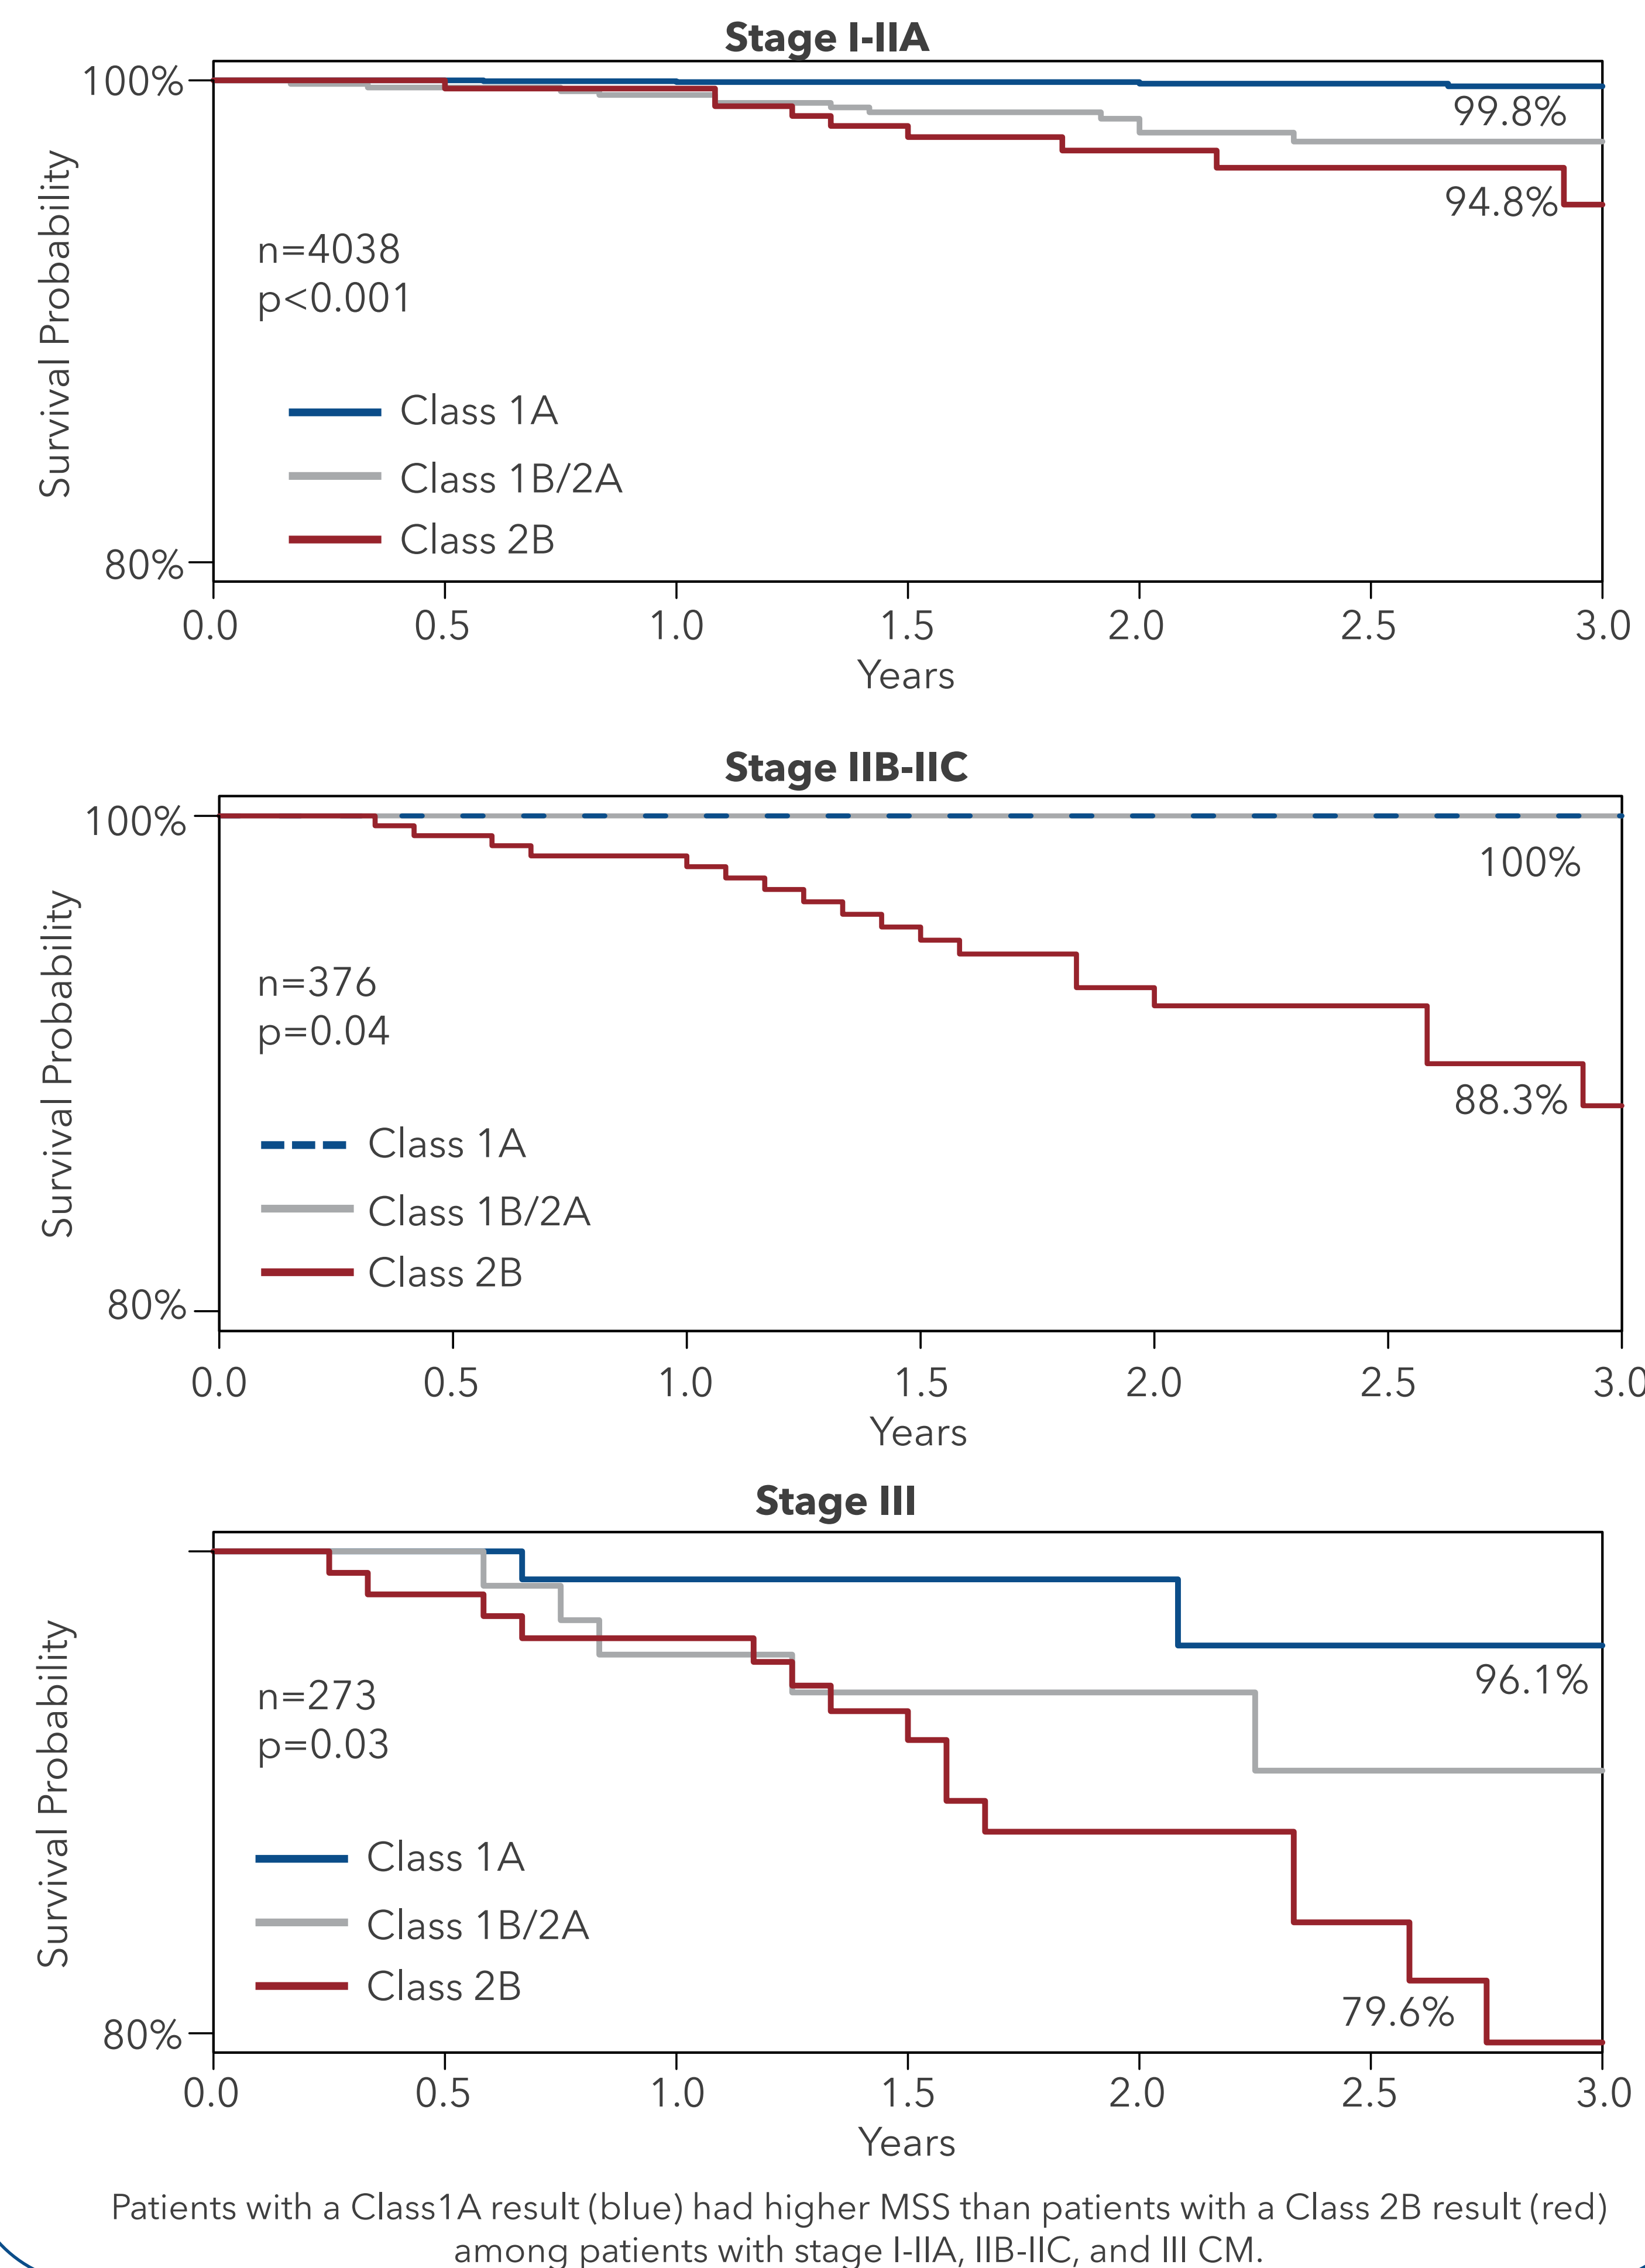 Stage I-IIA
100%
Survival Probability
99.8%
94.8%
n=4038
p<0.001
Class 1A
Class 1B/2A
Class 2B
80%
0.0 0.5 1.0 1.5 2.0 2.5 3.0
Years
Stage IIB-IIC
100%
Survival Probability
100%
n=376
p=0.04
88.3%
Class 1A
Class 1B/2A
Class 2B
80%
0.0 0.5 1.0 1.5 2.0 2.5 3.0
Years
Stage III
Survival Probability
96.1%
n=273
p=0.03
Class 1A
Class 1B/2A
Class 2B
79.6%
80%
0.0 0.5 1.0 1.5 2.0 2.5 3.0
Years
Patients with a Class1A result (blue) had higher MSS than patients with a Class 2B result (red)
among patients with stage I-IIA, IIB-IIC, and III CM.